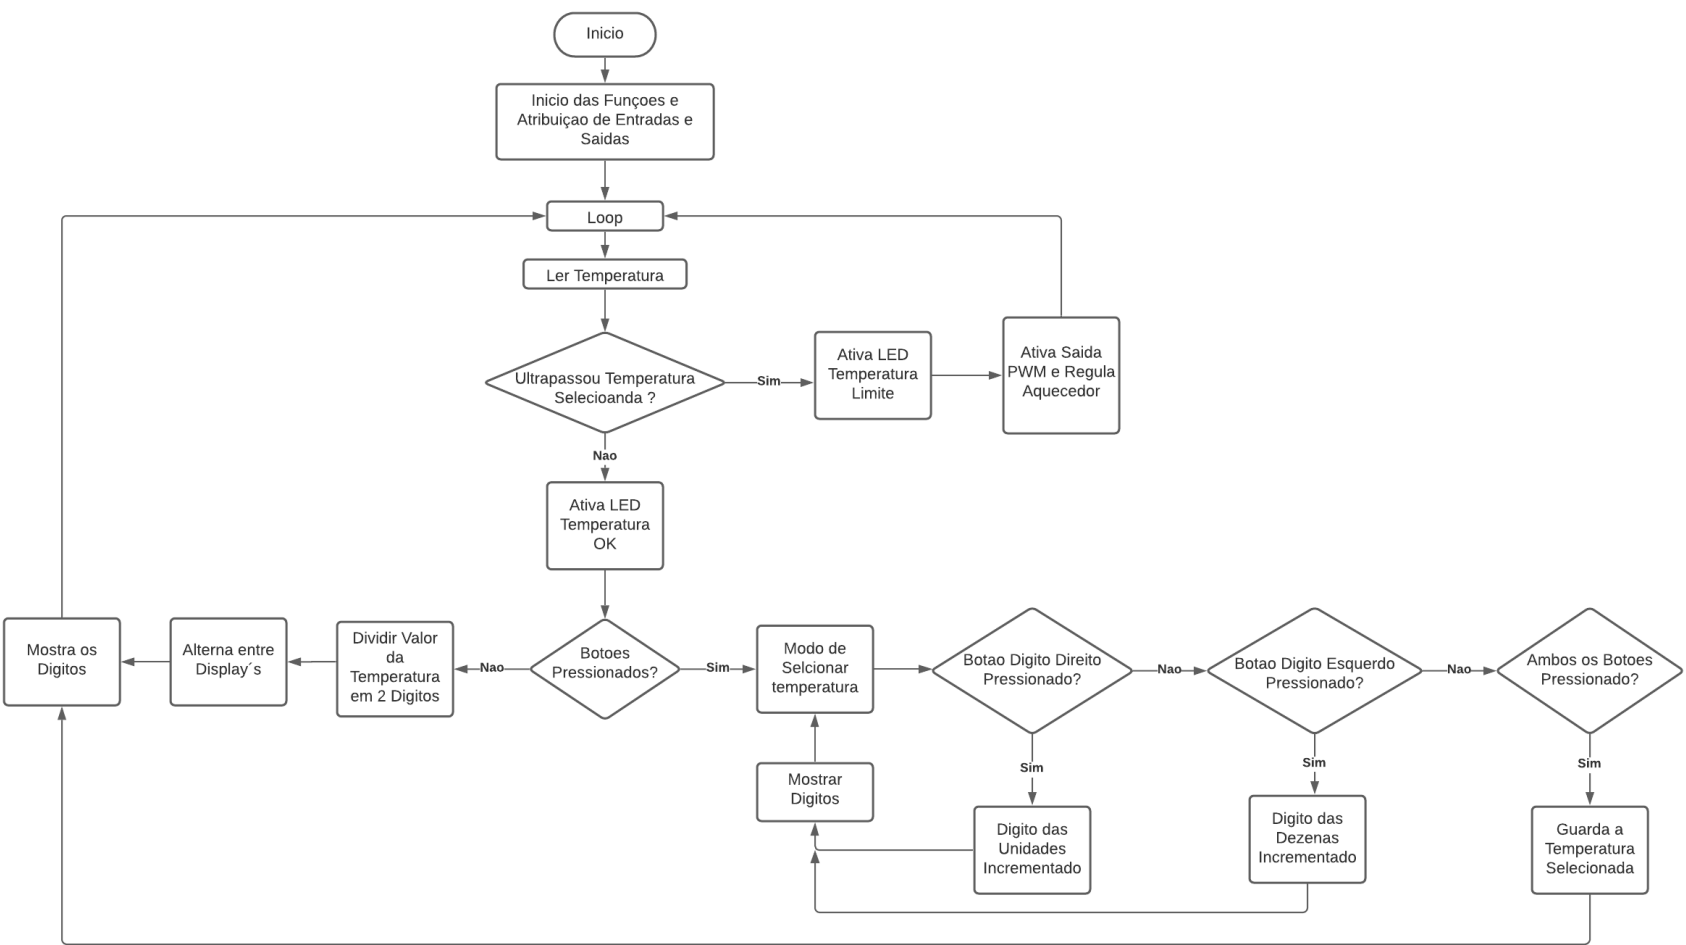 Inicio
Inicio das Funçoes e
Atribuiçao de Entradas e
Saidas
Loop
Ler Temperatura
Ultrapassou Temperatura
Selecioanda ?
Sim
Ativa LED
Temperatura
Limite
Ativa Saida
PWM e Regula
Aquecedor
Nao
Ativa LED
Temperatura
OK
Botoes
Pressionados?
Nao
Dividir Valor
da
Temperatura
em 2 Digitos
Alterna entre
Display´s
Mostra os
Digitos
Sim
Modo de
Selcionar
temperatura
Botao Digito Direito
Pressionado?
Nao
Botao Digito Esquerdo
Pressionado?
Nao
Ambos os Botoes
Pressionado?
Sim
Sim
Sim
Mostrar
Digitos
Digito das
Unidades
Incrementado
Digito das
Dezenas
Incrementado
Guarda a
Temperatura
Selecionada